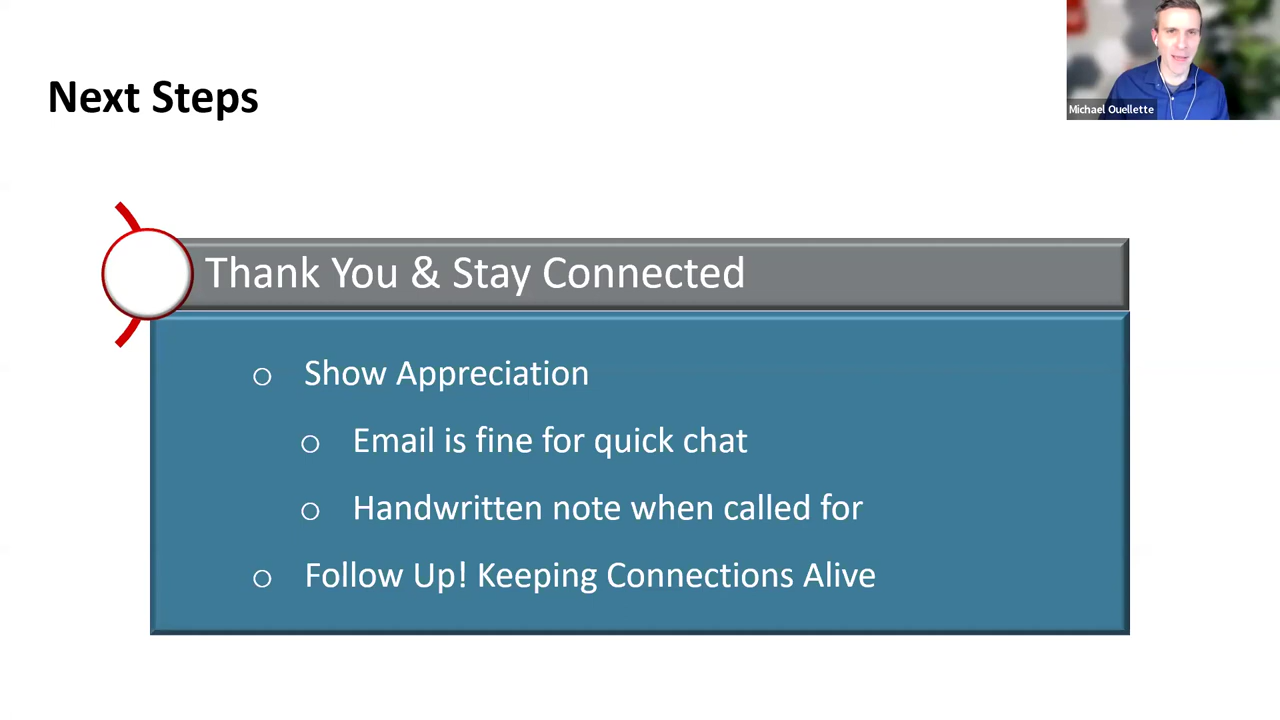 Next Steps
Michael Ouellette
Thank You & Stay Connected
o Show Appreciation
o Email is fine for quick chat
o Handwritten note when called for
o Follow Up! Keeping Connections Alive